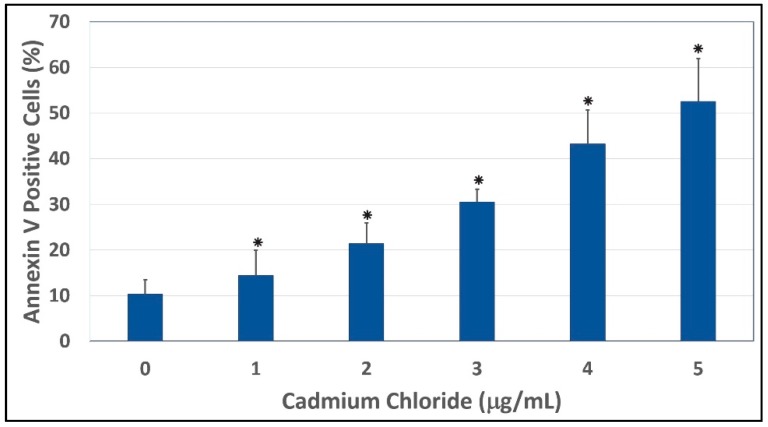 70
60
50
40
30
20
10
0
Annexin V Positive Cells (%)
* * * * *
0 1 2 3 4 5
Cadmium Chloride (μg/mL)